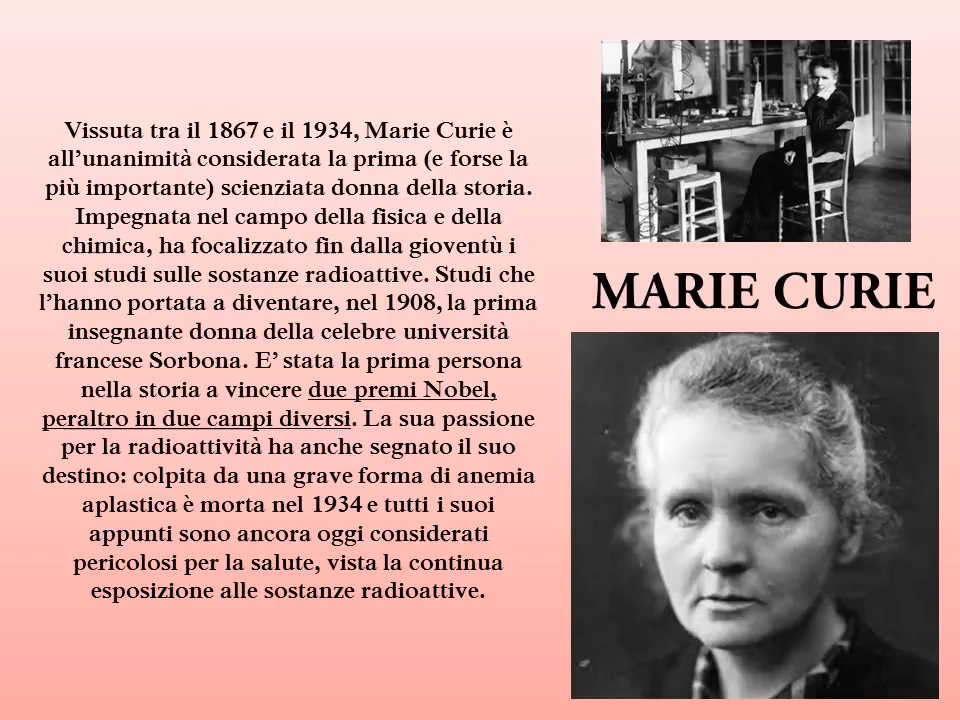 Vissuta tra il 1867 e il 1934, Marie Curie è
all’unanimità considerata la prima (e forse la
più importante) scienziata donna della storia.
Impegnata nel campo della fisica e della
chimica, ha focalizzato fin dalla gioventù i
suoi studi sulle sostanze radioattive. Studi che
l’hanno portata a diventare, nel 1908, la prima
insegnante donna della celebre università
francese Sorbona. E’ stata la prima persona
nella storia a vincere due premi Nobel,
peraltro in due campi diversi. La sua passione
per la radioattività ha anche segnato il suo
destino: colpita da una grave forma di anemia
aplastica è morta nel 1934 e tutti i suoi
appunti sono ancora oggi considerati
pericolosi per la salute, vista la continua
esposizione alle sostanze radioattive.
MARIE CURIE